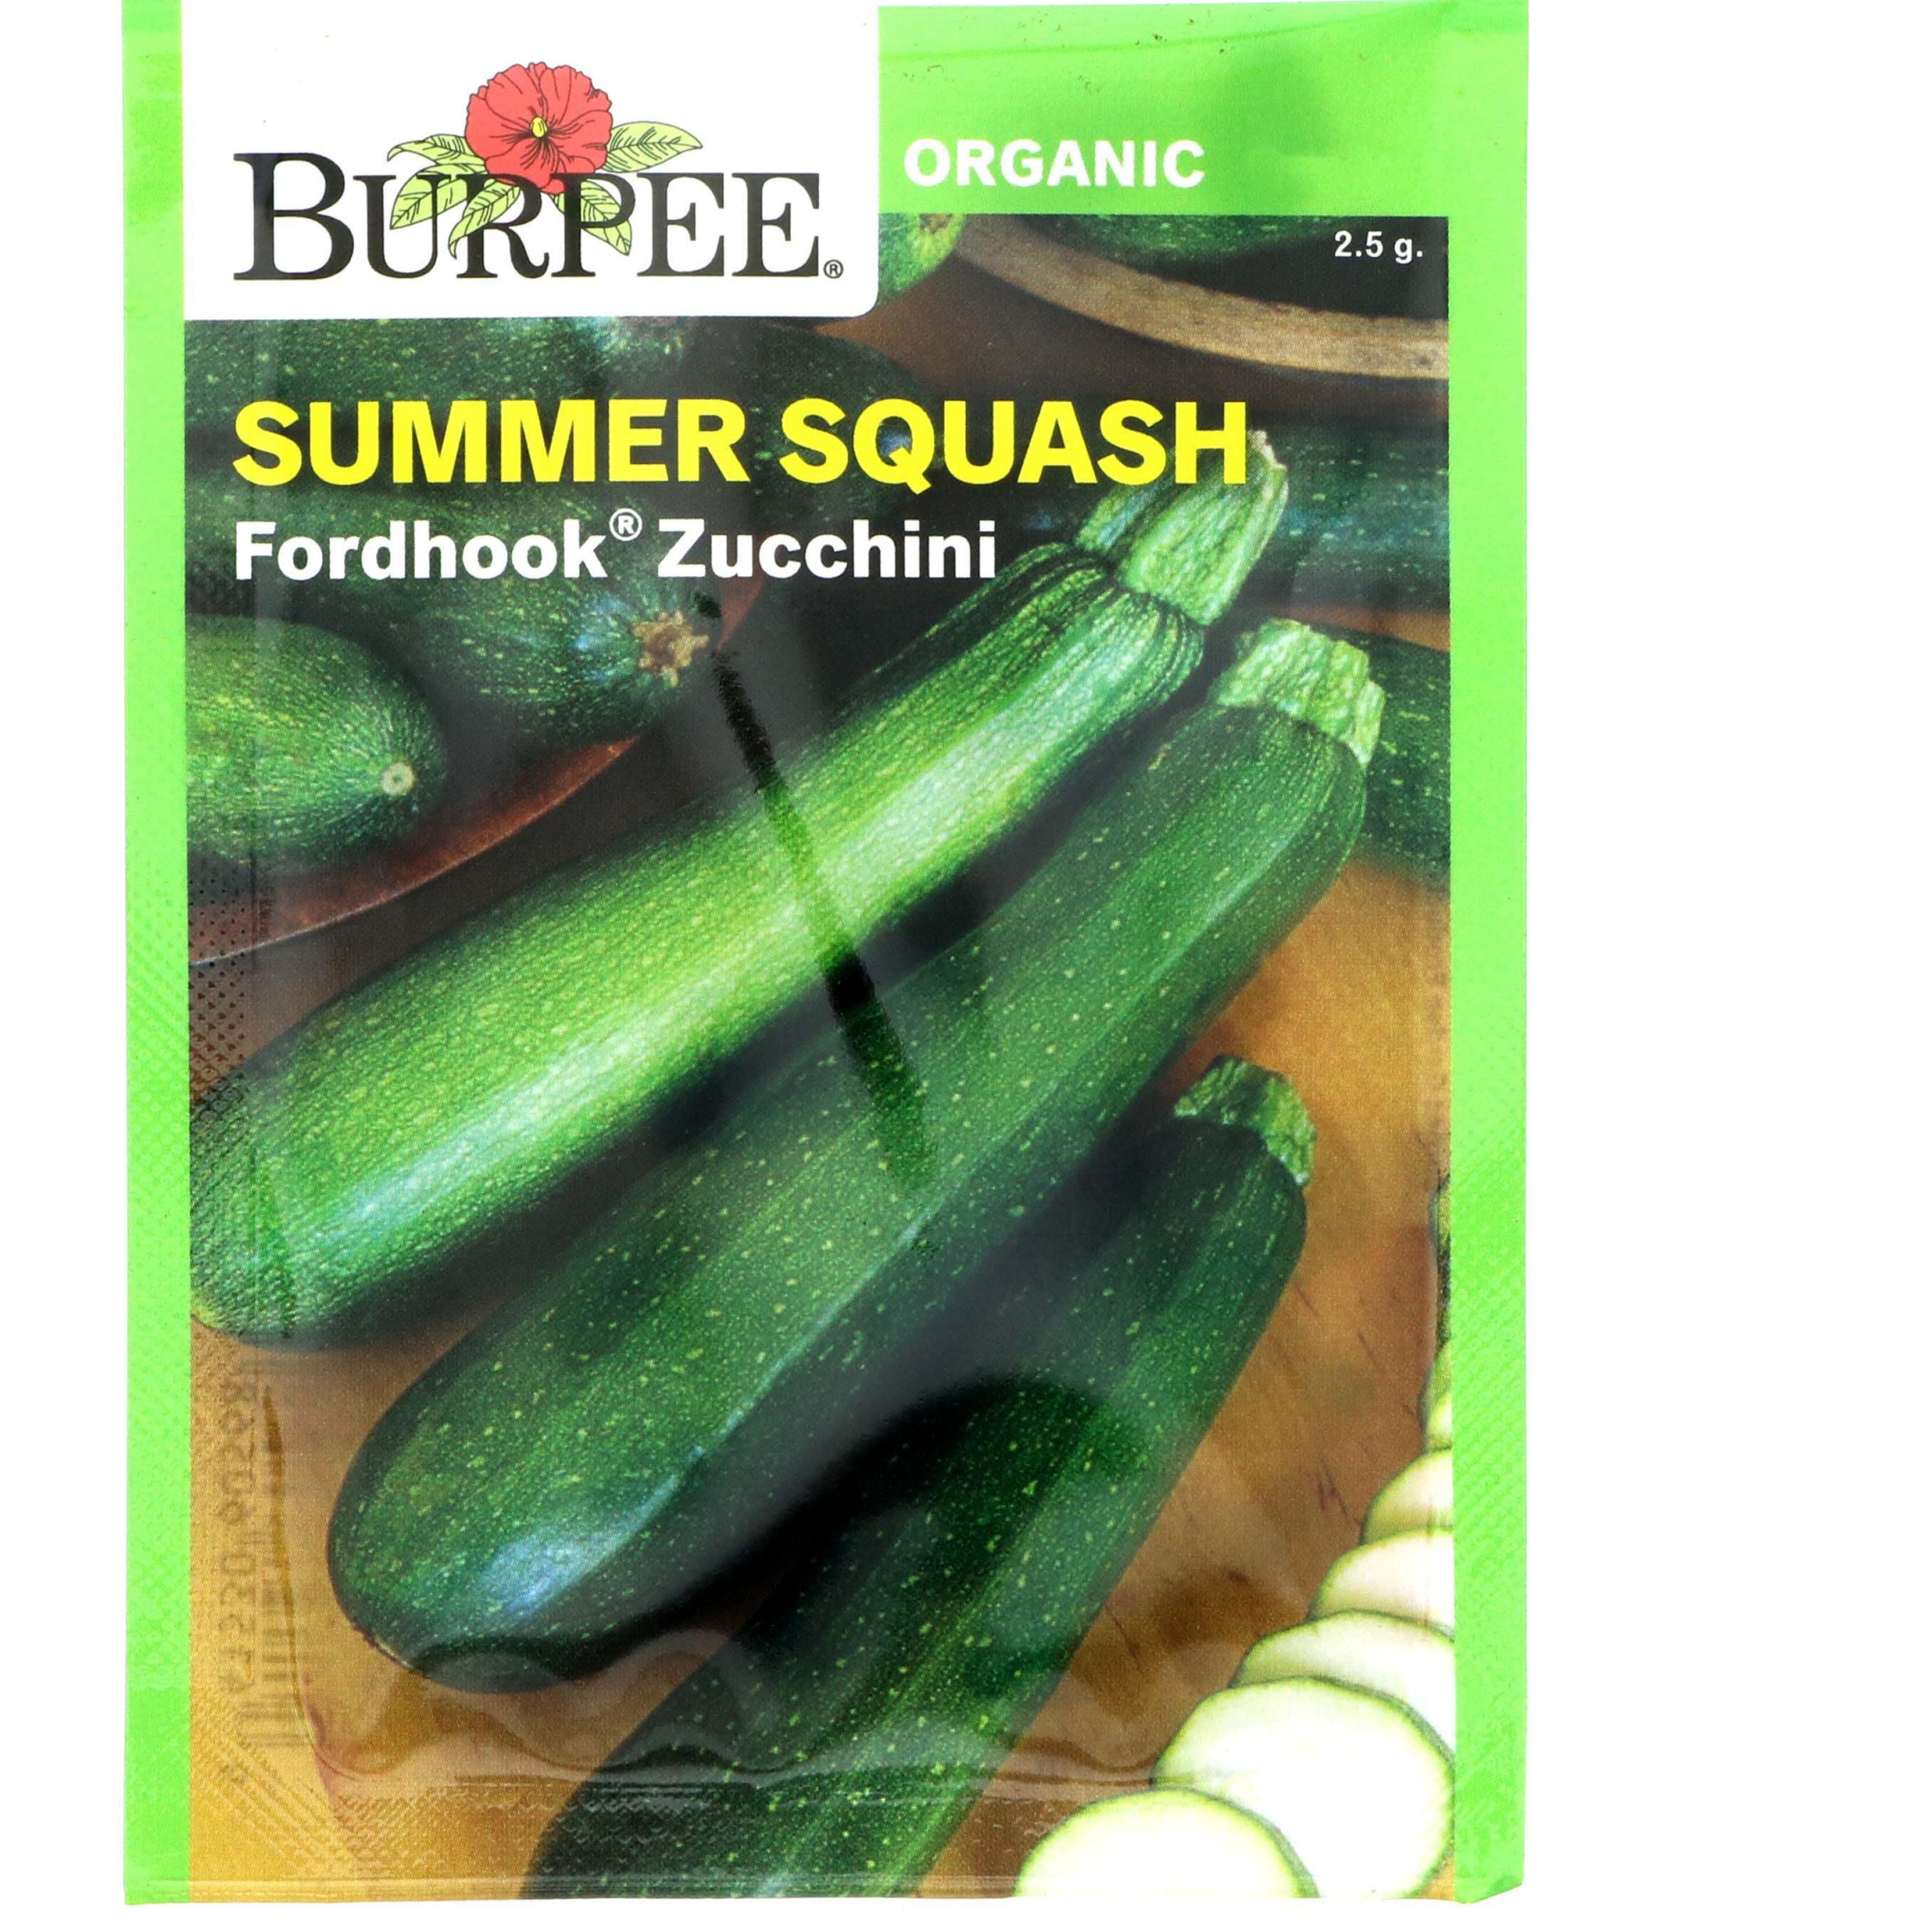 BURPEE®
ORGANIC
2.5 g.
SUMMER SQUASH
Fordhook® Zucchini